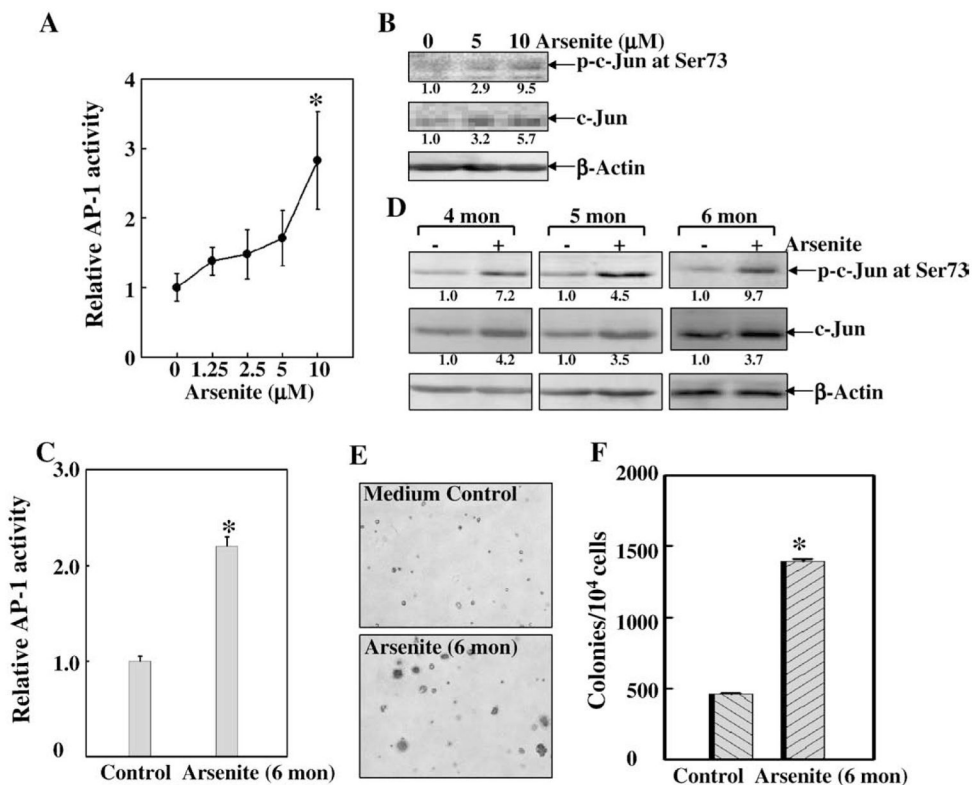 A
4
3
2
1
0
*
Relative AP-1 activity
0 1.25 2.5 5 10
Arsenite (μM)
B
0 5 10 Arsenite (μM)
p-c-Jun at Ser73
1.0 2.9 9.5
c-Jun
1.0 3.2 5.7
β-Actin
D
4 mon 5 mon 6 mon
- + - + - + Arsenite
p-c-Jun at Ser73
1.0 7.2 1.0 4.5 1.0 9.7
c-Jun
1.0 4.2 1.0 3.5 1.0 3.7
β-Actin
C
3.0
2.0
1.0
0
*
Relative AP-1 activity
Control Arsenite (6 mon)
E
Medium Control
Arsenite (6 mon)
F
2000
1500
500
0
*
Colonies/10⁴ cells
Control Arsenite (6 mon)